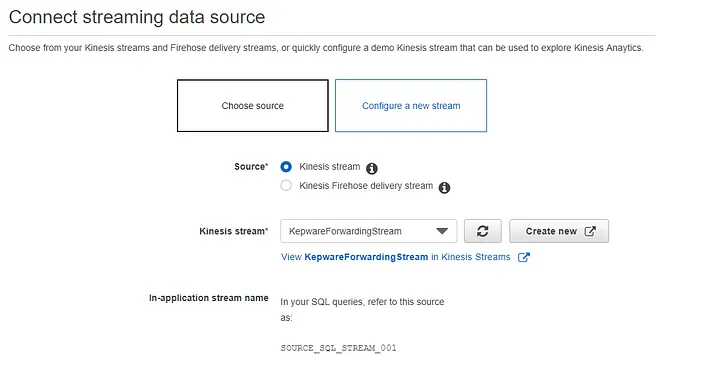 Connect streaming data source
Choose from your Kinesis streams and Firehose delivery streams, or quickly configure a demo Kinesis stream that can be used to explore Kinesis Anaytics.
Choose source
Configure a new stream
Source*
Kinesis stream
Kinesis Firehose delivery stream
Kinesis stream*
KepwareForwardingStream
Create new
View KepwareForwardingStream in Kinesis Streams
In-application stream name
In your SQL queries, refer to this source
as:
SOURCE_SQL_STREAM_001